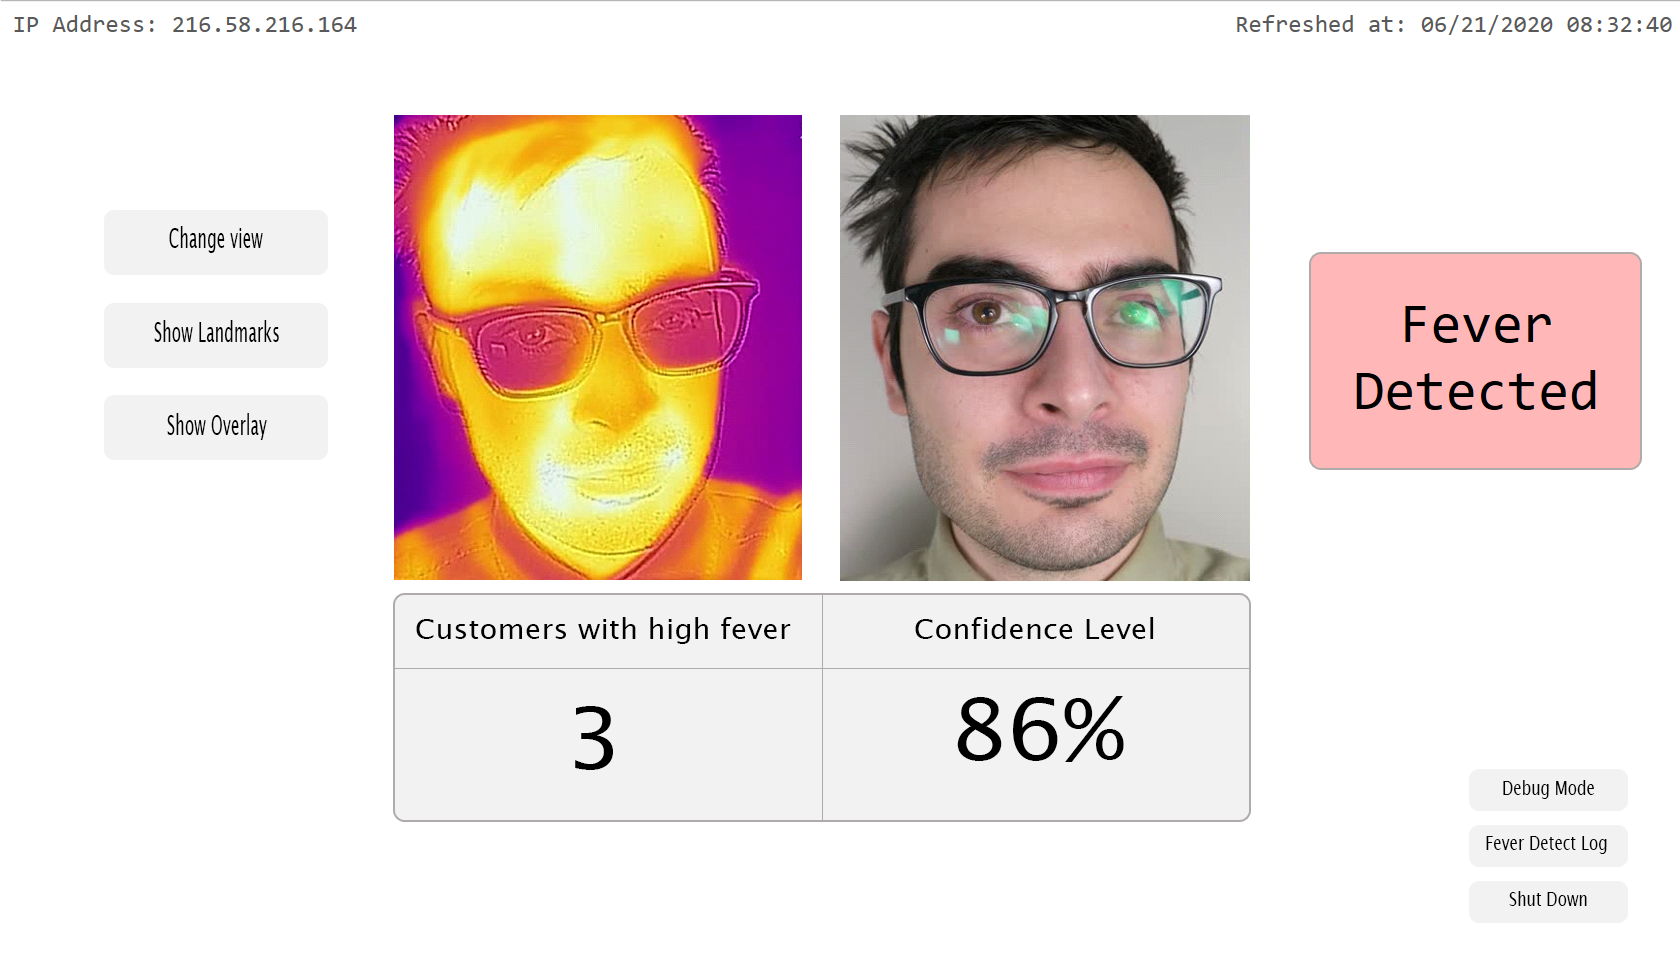 IP Address: 216.58.216.164
Refreshed at: 06/21/2020 08:32:40
Change view
Show Landmarks
Show Overlay
Fever
Detected
Customers with high fever
Confidence Level
3
86%
Debug Mode
Fever Detect Log
Shut Down